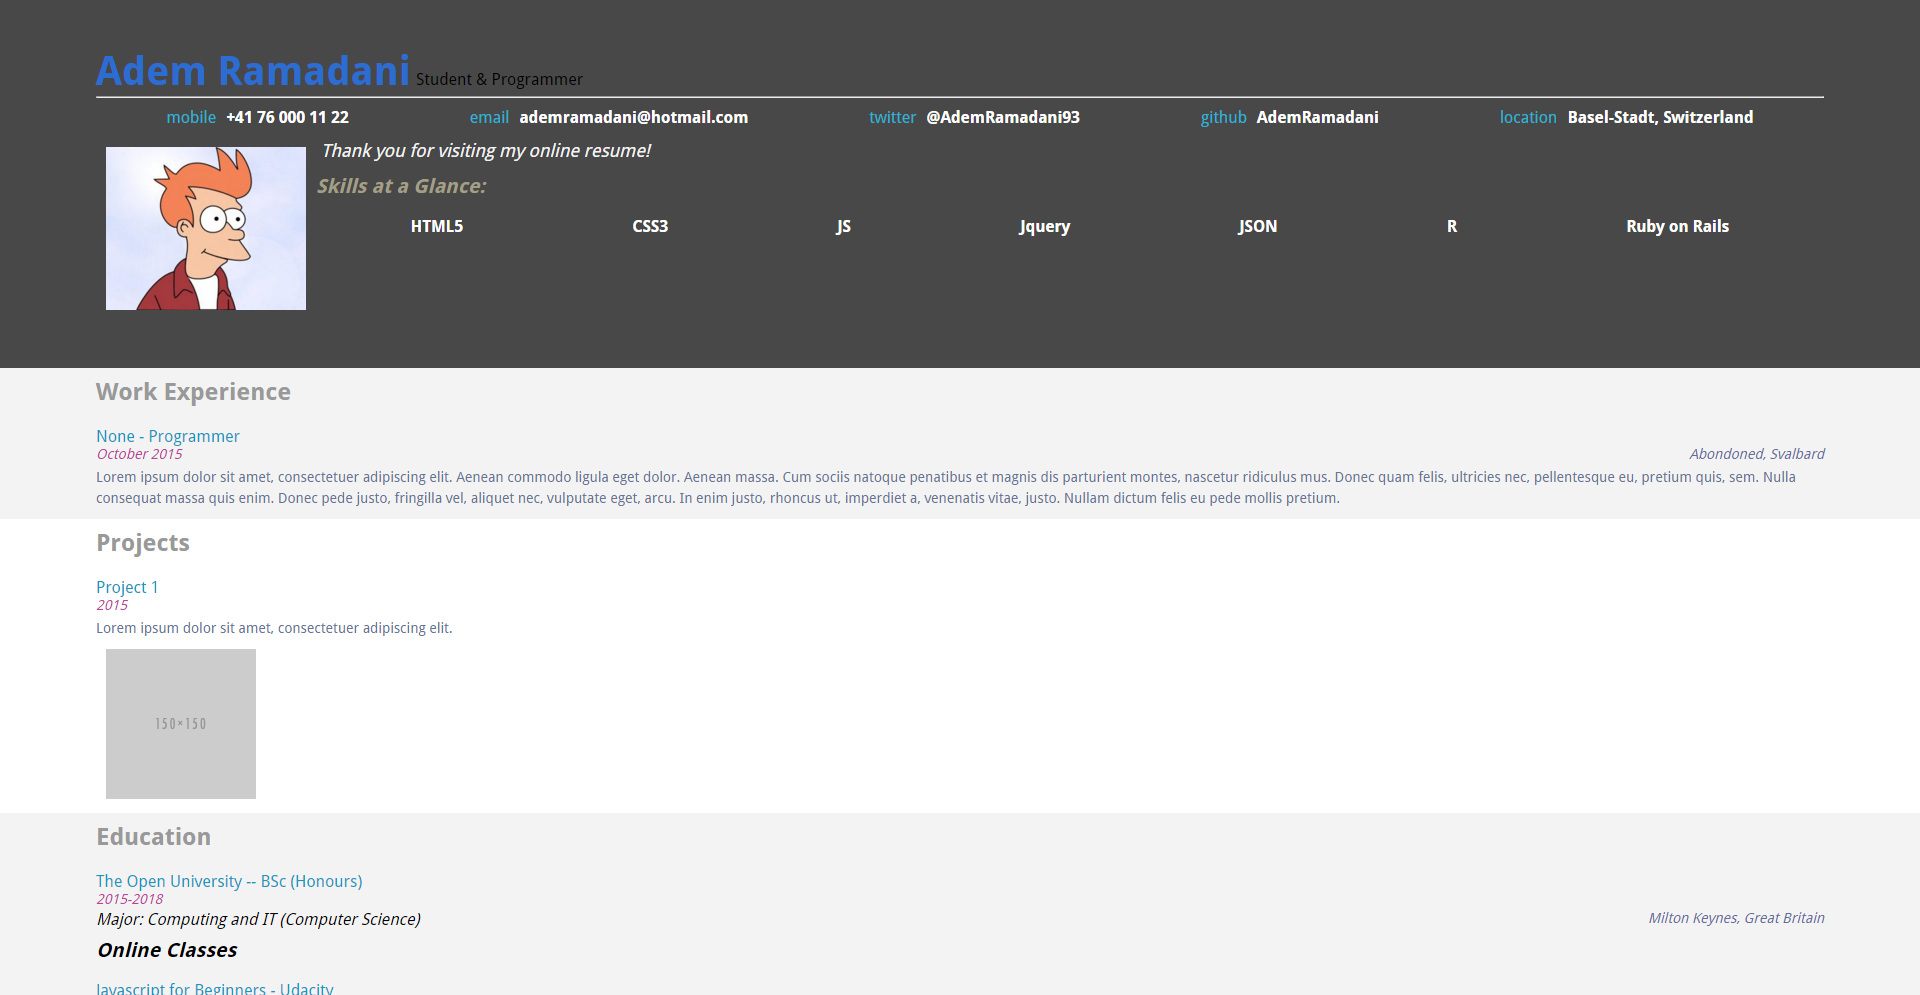 Adem Ramadani Student & Programmer
mobile +41 76 000 11 22 email ademramadani@hotmail.com twitter @AdemRamadani93 github AdemRamadani location Basel-Stadt, Switzerland
Thank you for visiting my online resume!
Skills at a Glance:
HTML5 CSS3 JS Jquery JSON R Ruby on Rails
Work Experience
None - Programmer
October 2015 Abondoned, Svalbard
Lorem ipsum dolor sit amet, consectetuer adipiscing elit. Aenean commodo ligula eget dolor. Aenean massa. Cum sociis natoque penatibus et magnis dis parturient montes, nascetur ridiculus mus. Donec quam felis, ultricies nec, pellentesque eu, pretium quis, sem. Nulla
consequat massa quis enim. Donec pede justo, fringilla vel, aliquet nec, vulputate eget, arcu. In enim justo, rhoncus ut, imperdiet a, venenatis vitae, justo. Nullam dictum felis eu pede mollis pretium.
Projects
Project 1
2015
Lorem ipsum dolor sit amet, consectetuer adipiscing elit.
150×150
Education
The Open University -- BSc (Honours)
2015-2018
Major: Computing and IT (Computer Science) Milton Keynes, Great Britain
Online Classes
Javascript for Beginners - Udacity